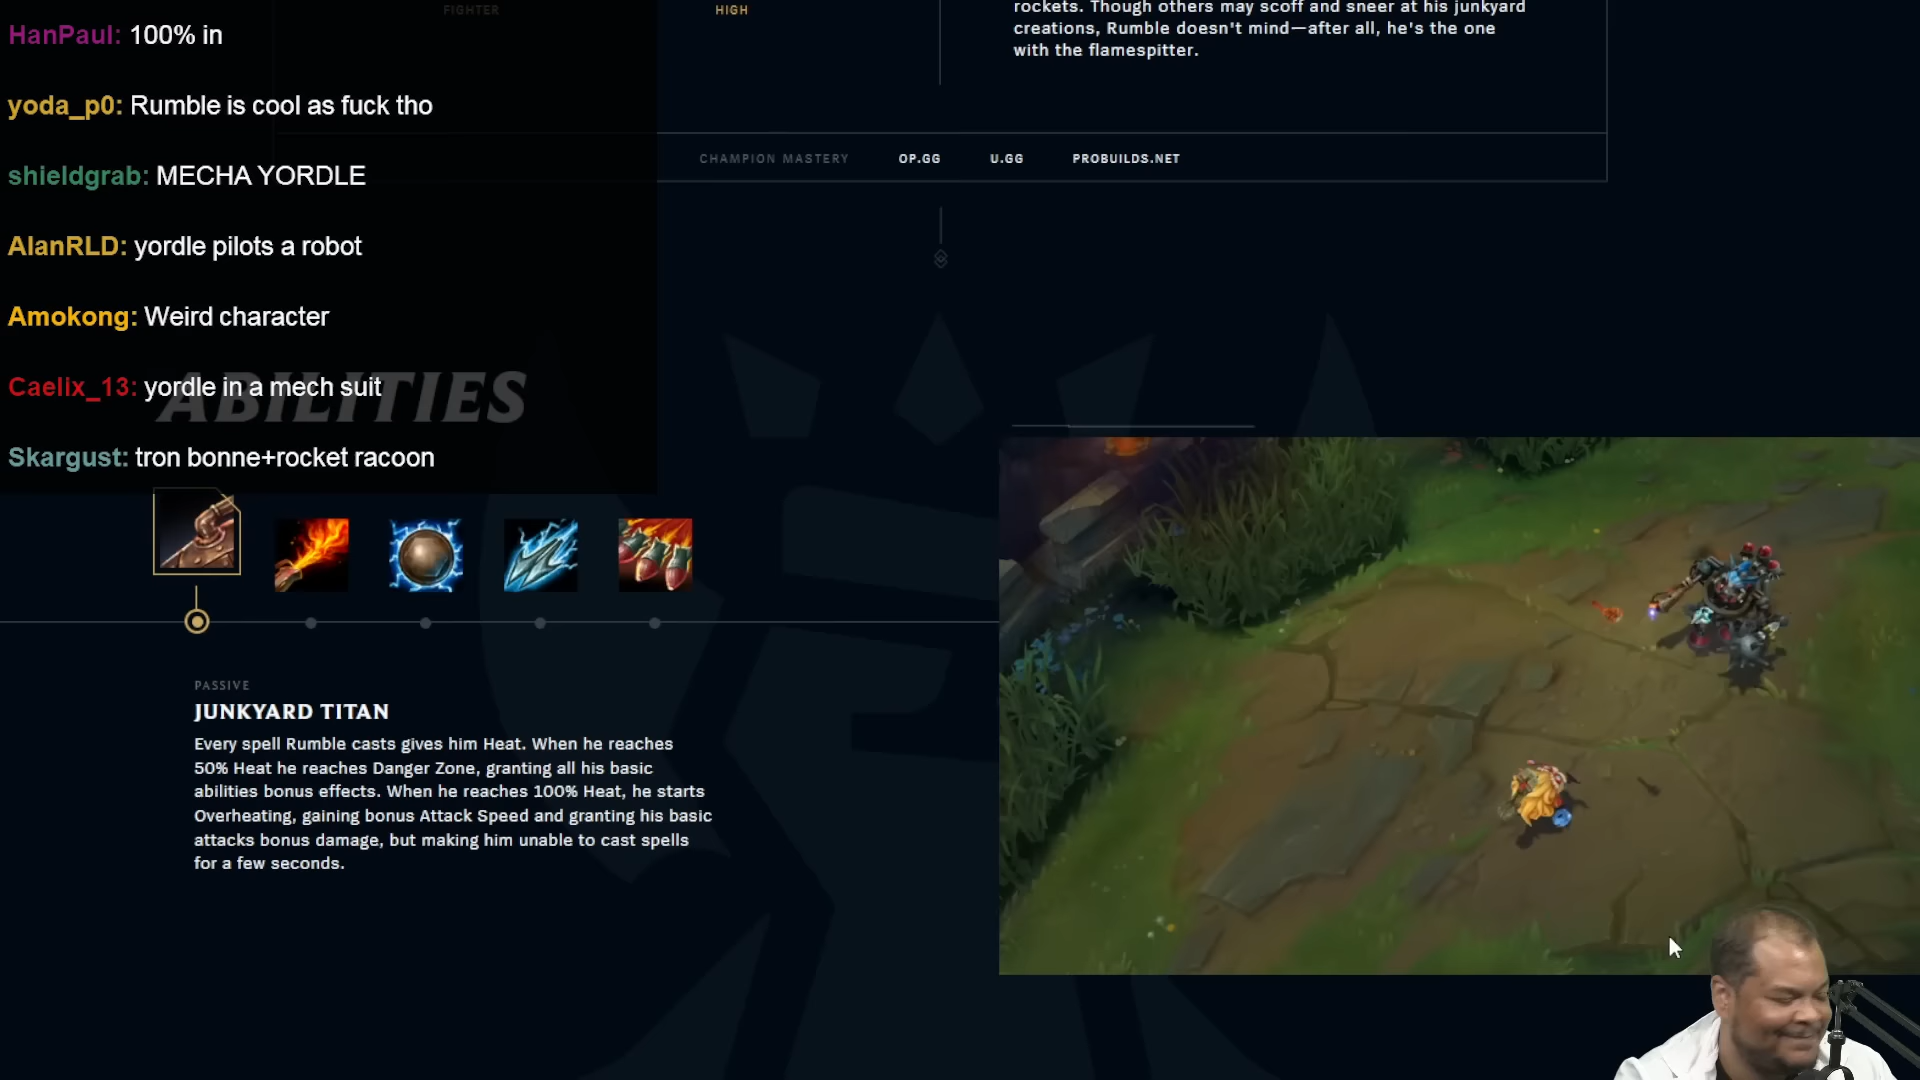 FIGHTER
HIGH
rockets. Though others may scoff and sneer at his junkyard
creations, Rumble doesn't mind—after all, he's the one
with the flamespitter.
HanPaul: 100% in
yoda_p0: Rumble is cool as fuck tho
shieldgrab: MECHA YORDLE
AlanRLD: yordle pilots a robot
Amokong: Weird character
Caelix_13: yordle in a mech suit
Skargust: tron bonne+rocket racoon
CHAMPION MASTERY
OP.GG
U.GG
PROBUILDS.NET
ABILITIES
PASSIVE
JUNKYARD TITAN
Every spell Rumble casts gives him Heat. When he reaches
50% Heat he reaches Danger Zone, granting all his basic
abilities bonus effects. When he reaches 100% Heat, he starts
Overheating, gaining bonus Attack Speed and granting his basic
attacks bonus damage, but making him unable to cast spells
for a few seconds.